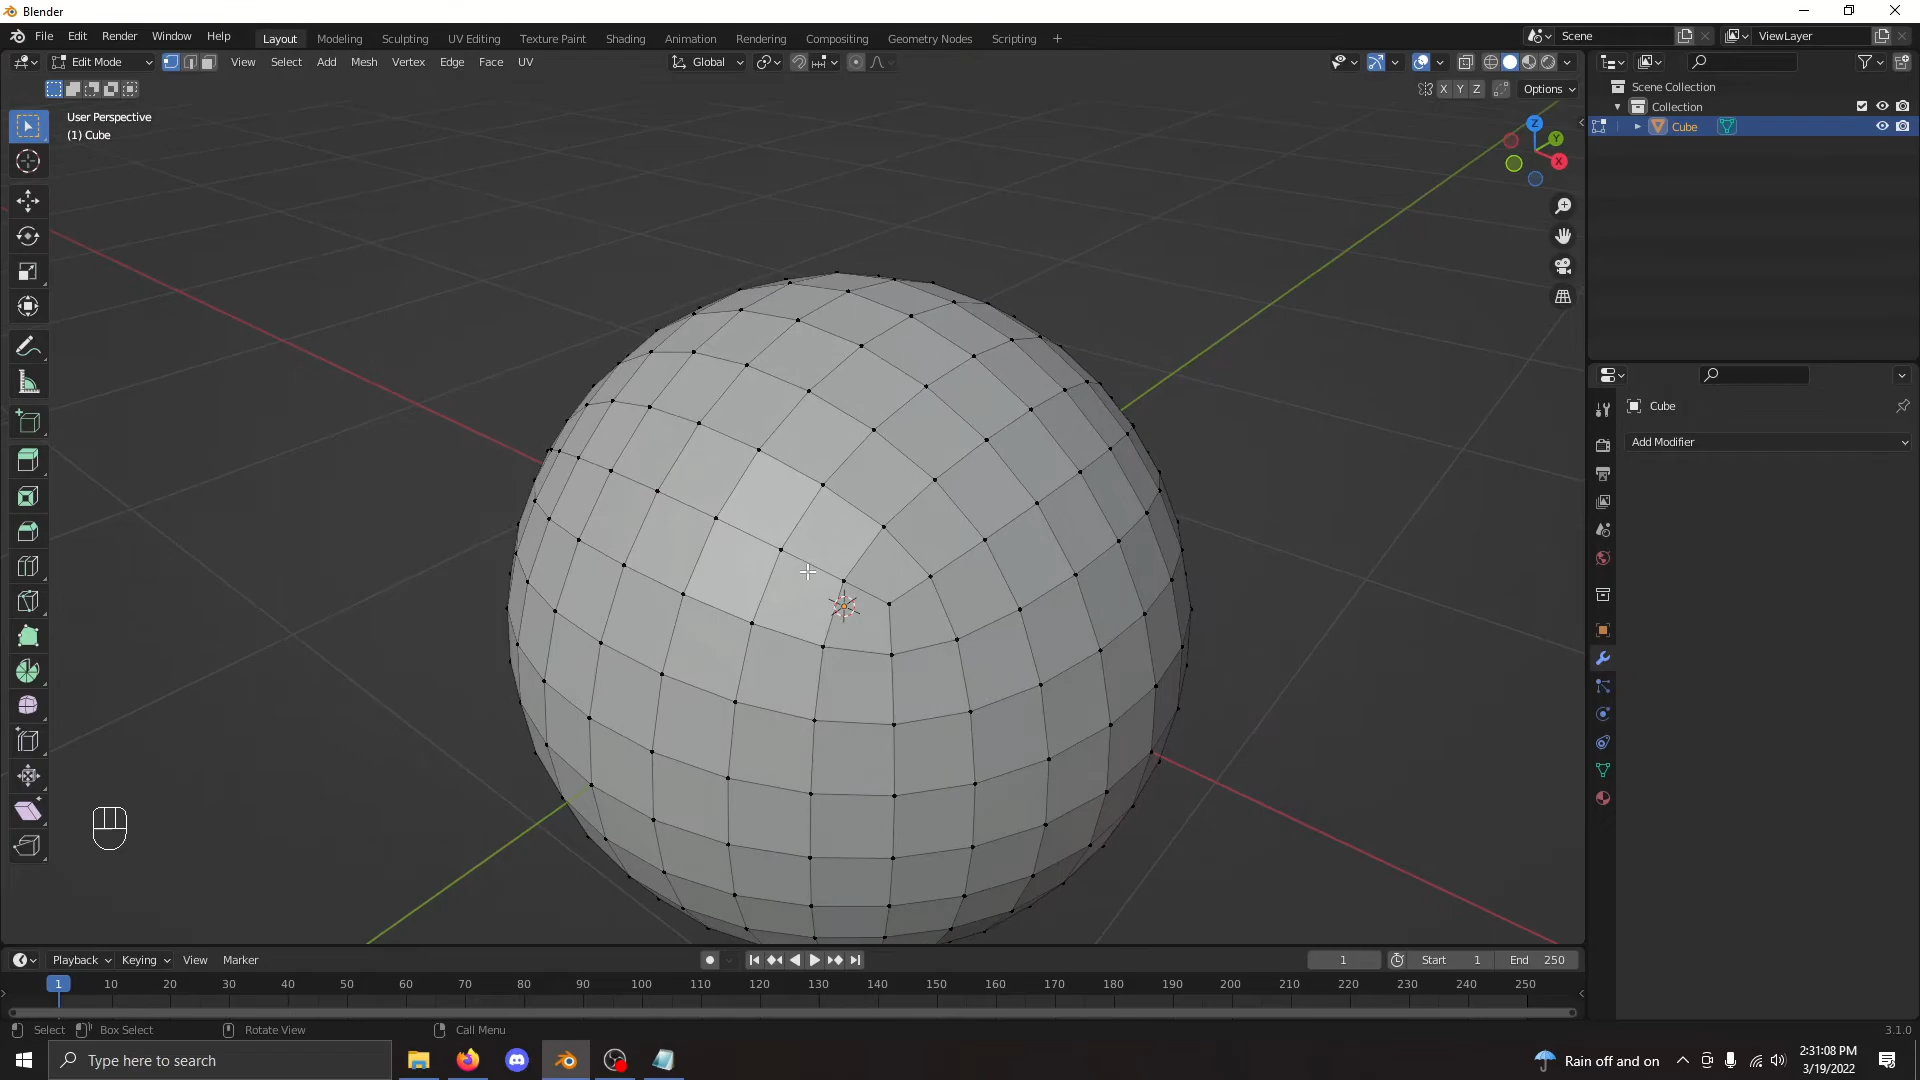 Blender
File Edit Render Window Help Layout Modeling Sculpting UV Editing Texture Paint Shading Animation Rendering Compositing Geometry Nodes Scripting + Scene ViewLayer
Edit Mode View Select Add Mesh Vertex Edge Face UV Global
X Y Z Options
User Perspective
(1) Cube
Z
Y
X
Scene Collection
Collection
Cube
Cube
Add Modifier
Playback Keying View Marker 1 Start 1 End 250
1 10 20 30 40 50 60 70 80 90 100 110 120 130 140 150 160 170 180 190 200 210 220 230 240 250
Select Box Select Rotate View Call Menu 3.1.0
Type here to search
Rain off and on
2:31:08 PM
3/19/2022